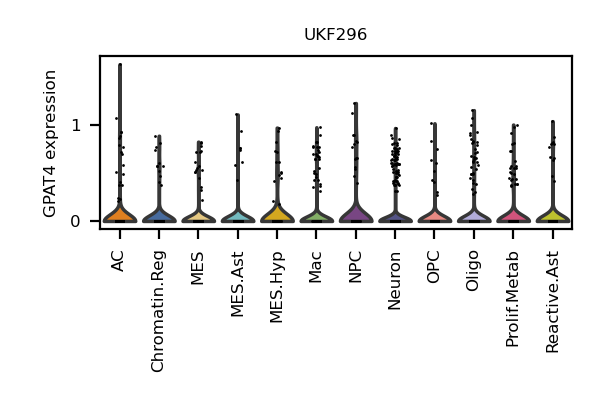 UKF296
GPAT4 expression
1
0
AC
Chromatin.Reg
MES
MES.Ast
MES.Hyp
Mac
NPC
Neuron
OPC
Oligo
Prolif.Metab
Reactive.Ast